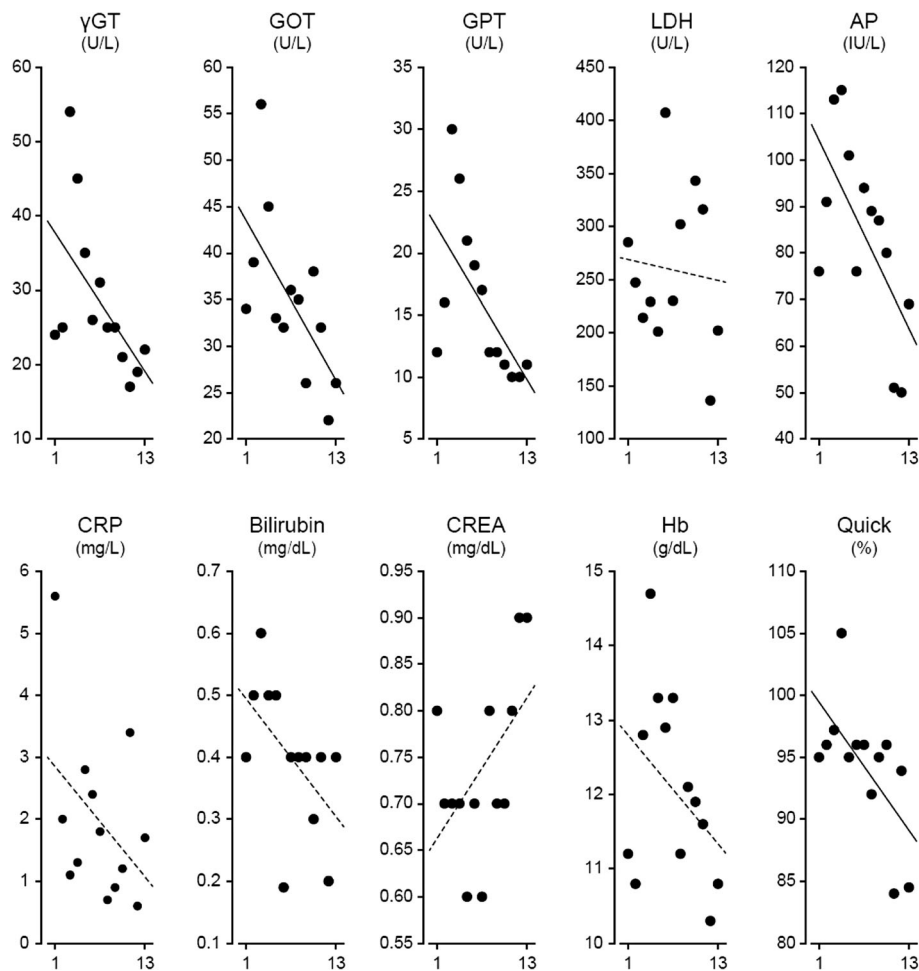 γGT GOT GPT LDH AP
(U/L) (U/L) (U/L) (U/L) (IU/L)
60 60 35 450 120
55 400 110
50 50 30 350 100
45 25 300 90
40 40 20 250 80
35 200 70
30 30 15 150 60
20 25 10 100 50
10 20 5 40
1 13 1 13 1 13 1 13 1 13
CRP Bilirubin CREA Hb Quick
(mg/L) (mg/dL) (mg/dL) (g/dL) (%)
6 0.7 0.95 15 110
5 0.6 0.90 14 105
4 0.5 0.85 13 100
3 0.4 0.80 12 95
2 0.3 0.75 11 90
1 0.2 0.70 10 85
0 0.1 0.65 80
0.60
0.55
1 13 1 13 1 13 1 13 1 13